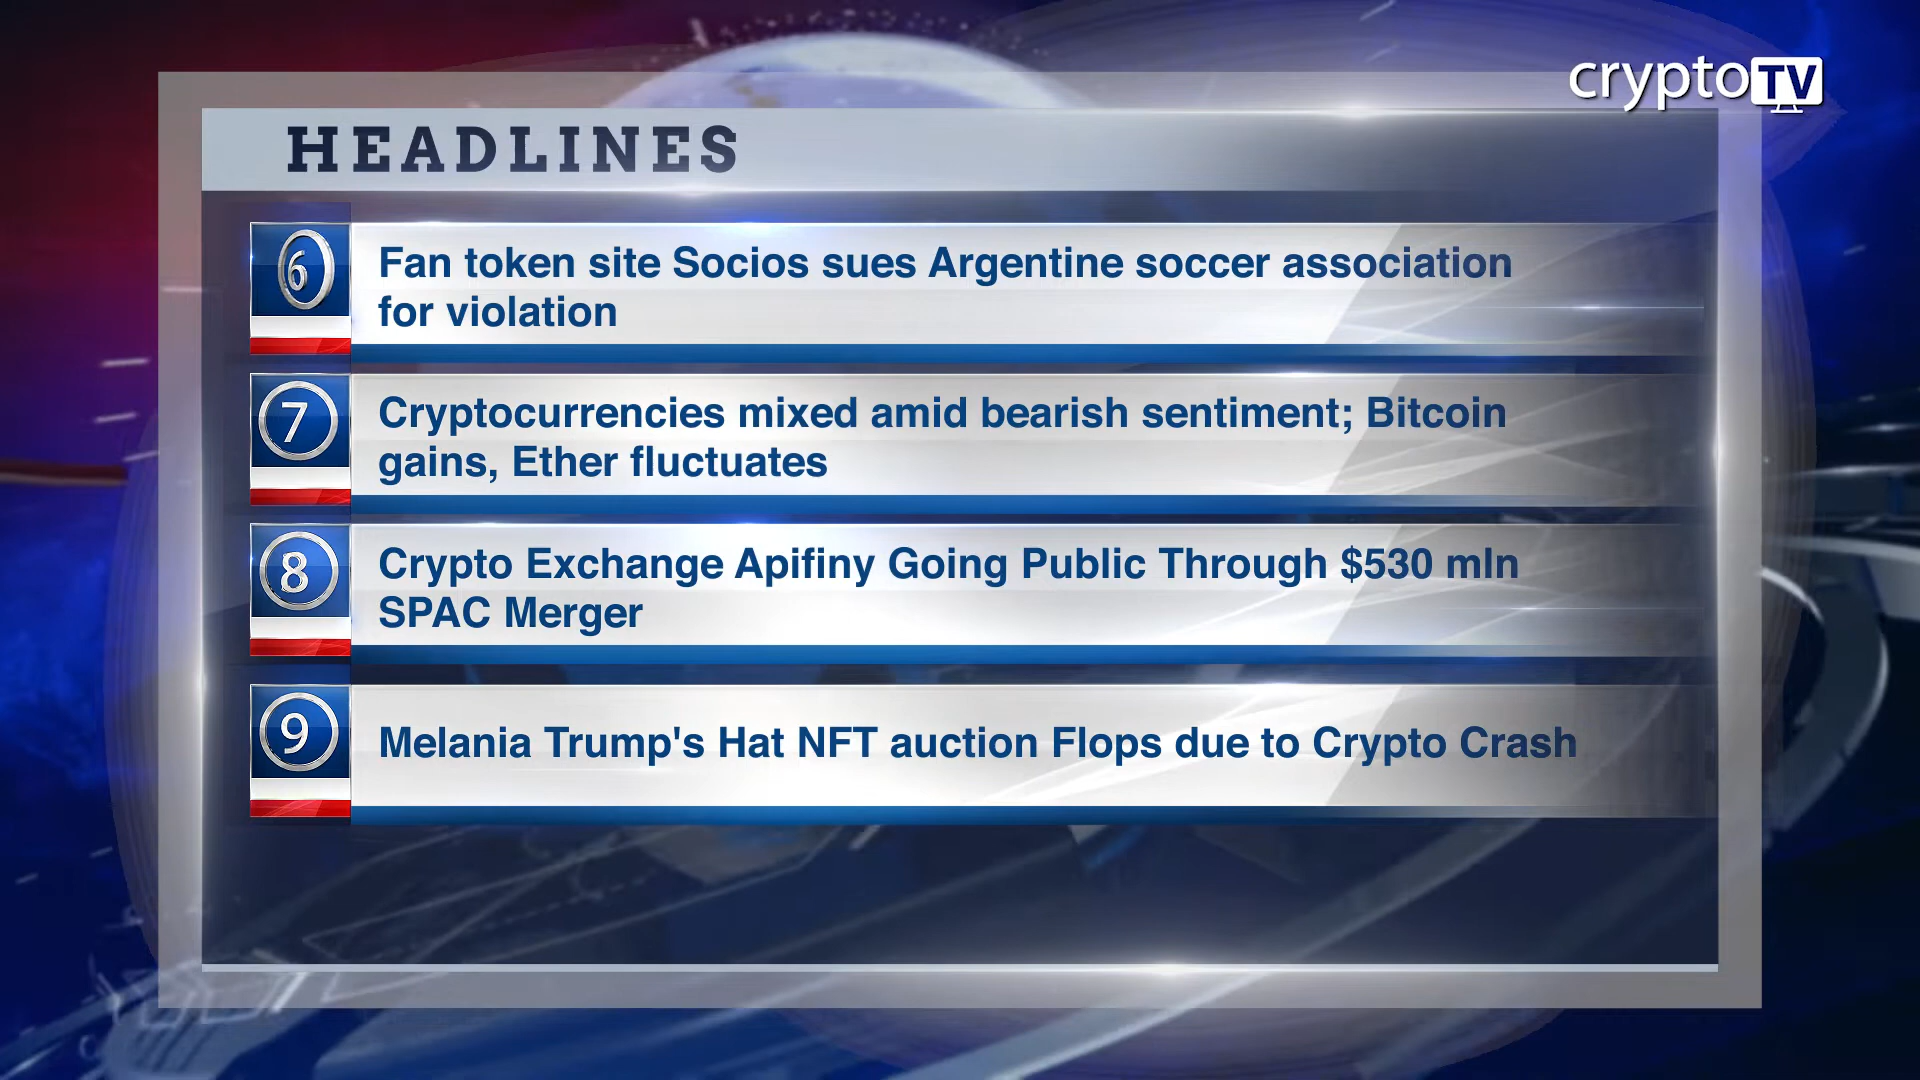 cryptoTV
HEADLINES
6
Fan token site Socios sues Argentine soccer association
for violation
7
Cryptocurrencies mixed amid bearish sentiment; Bitcoin
gains, Ether fluctuates
8
Crypto Exchange Apifiny Going Public Through $530 mln
SPAC Merger
9
Melania Trump's Hat NFT auction Flops due to Crypto Crash